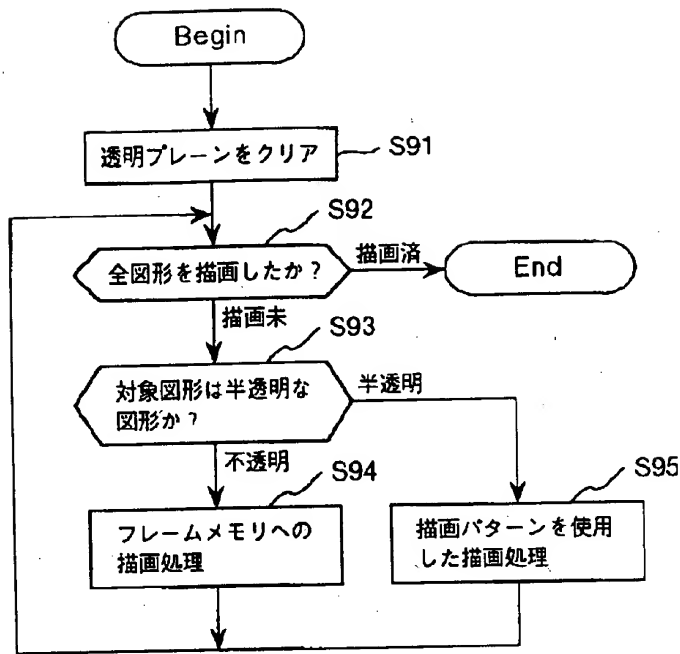 Begin
透明プレーンをクリア
S91
S92
全図形を描画したか？
描画済
End
描画未
S93
対象図形は半透明な
図形か？
半透明
不透明
S94
S95
フレームメモリへの
描画処理
描画パターンを使用
した描画処理